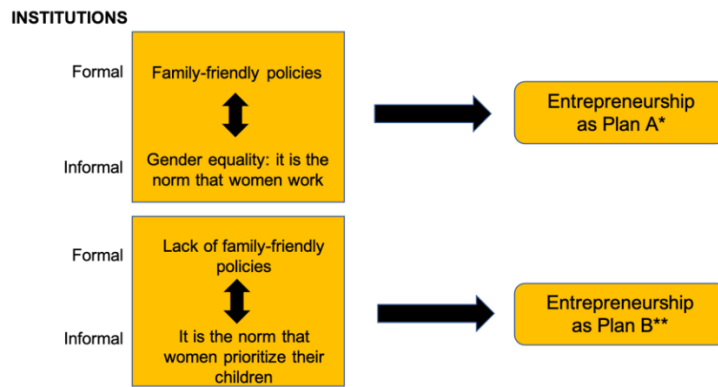 INSTITUTIONS
Formal
Family-friendly policies
Informal
Gender equality: it is the
norm that women work
Entrepreneurship
as Plan A*
Formal
Lack of family-friendly
policies
Informal
It is the norm that
women prioritize their
children
Entrepreneurship
as Plan B**